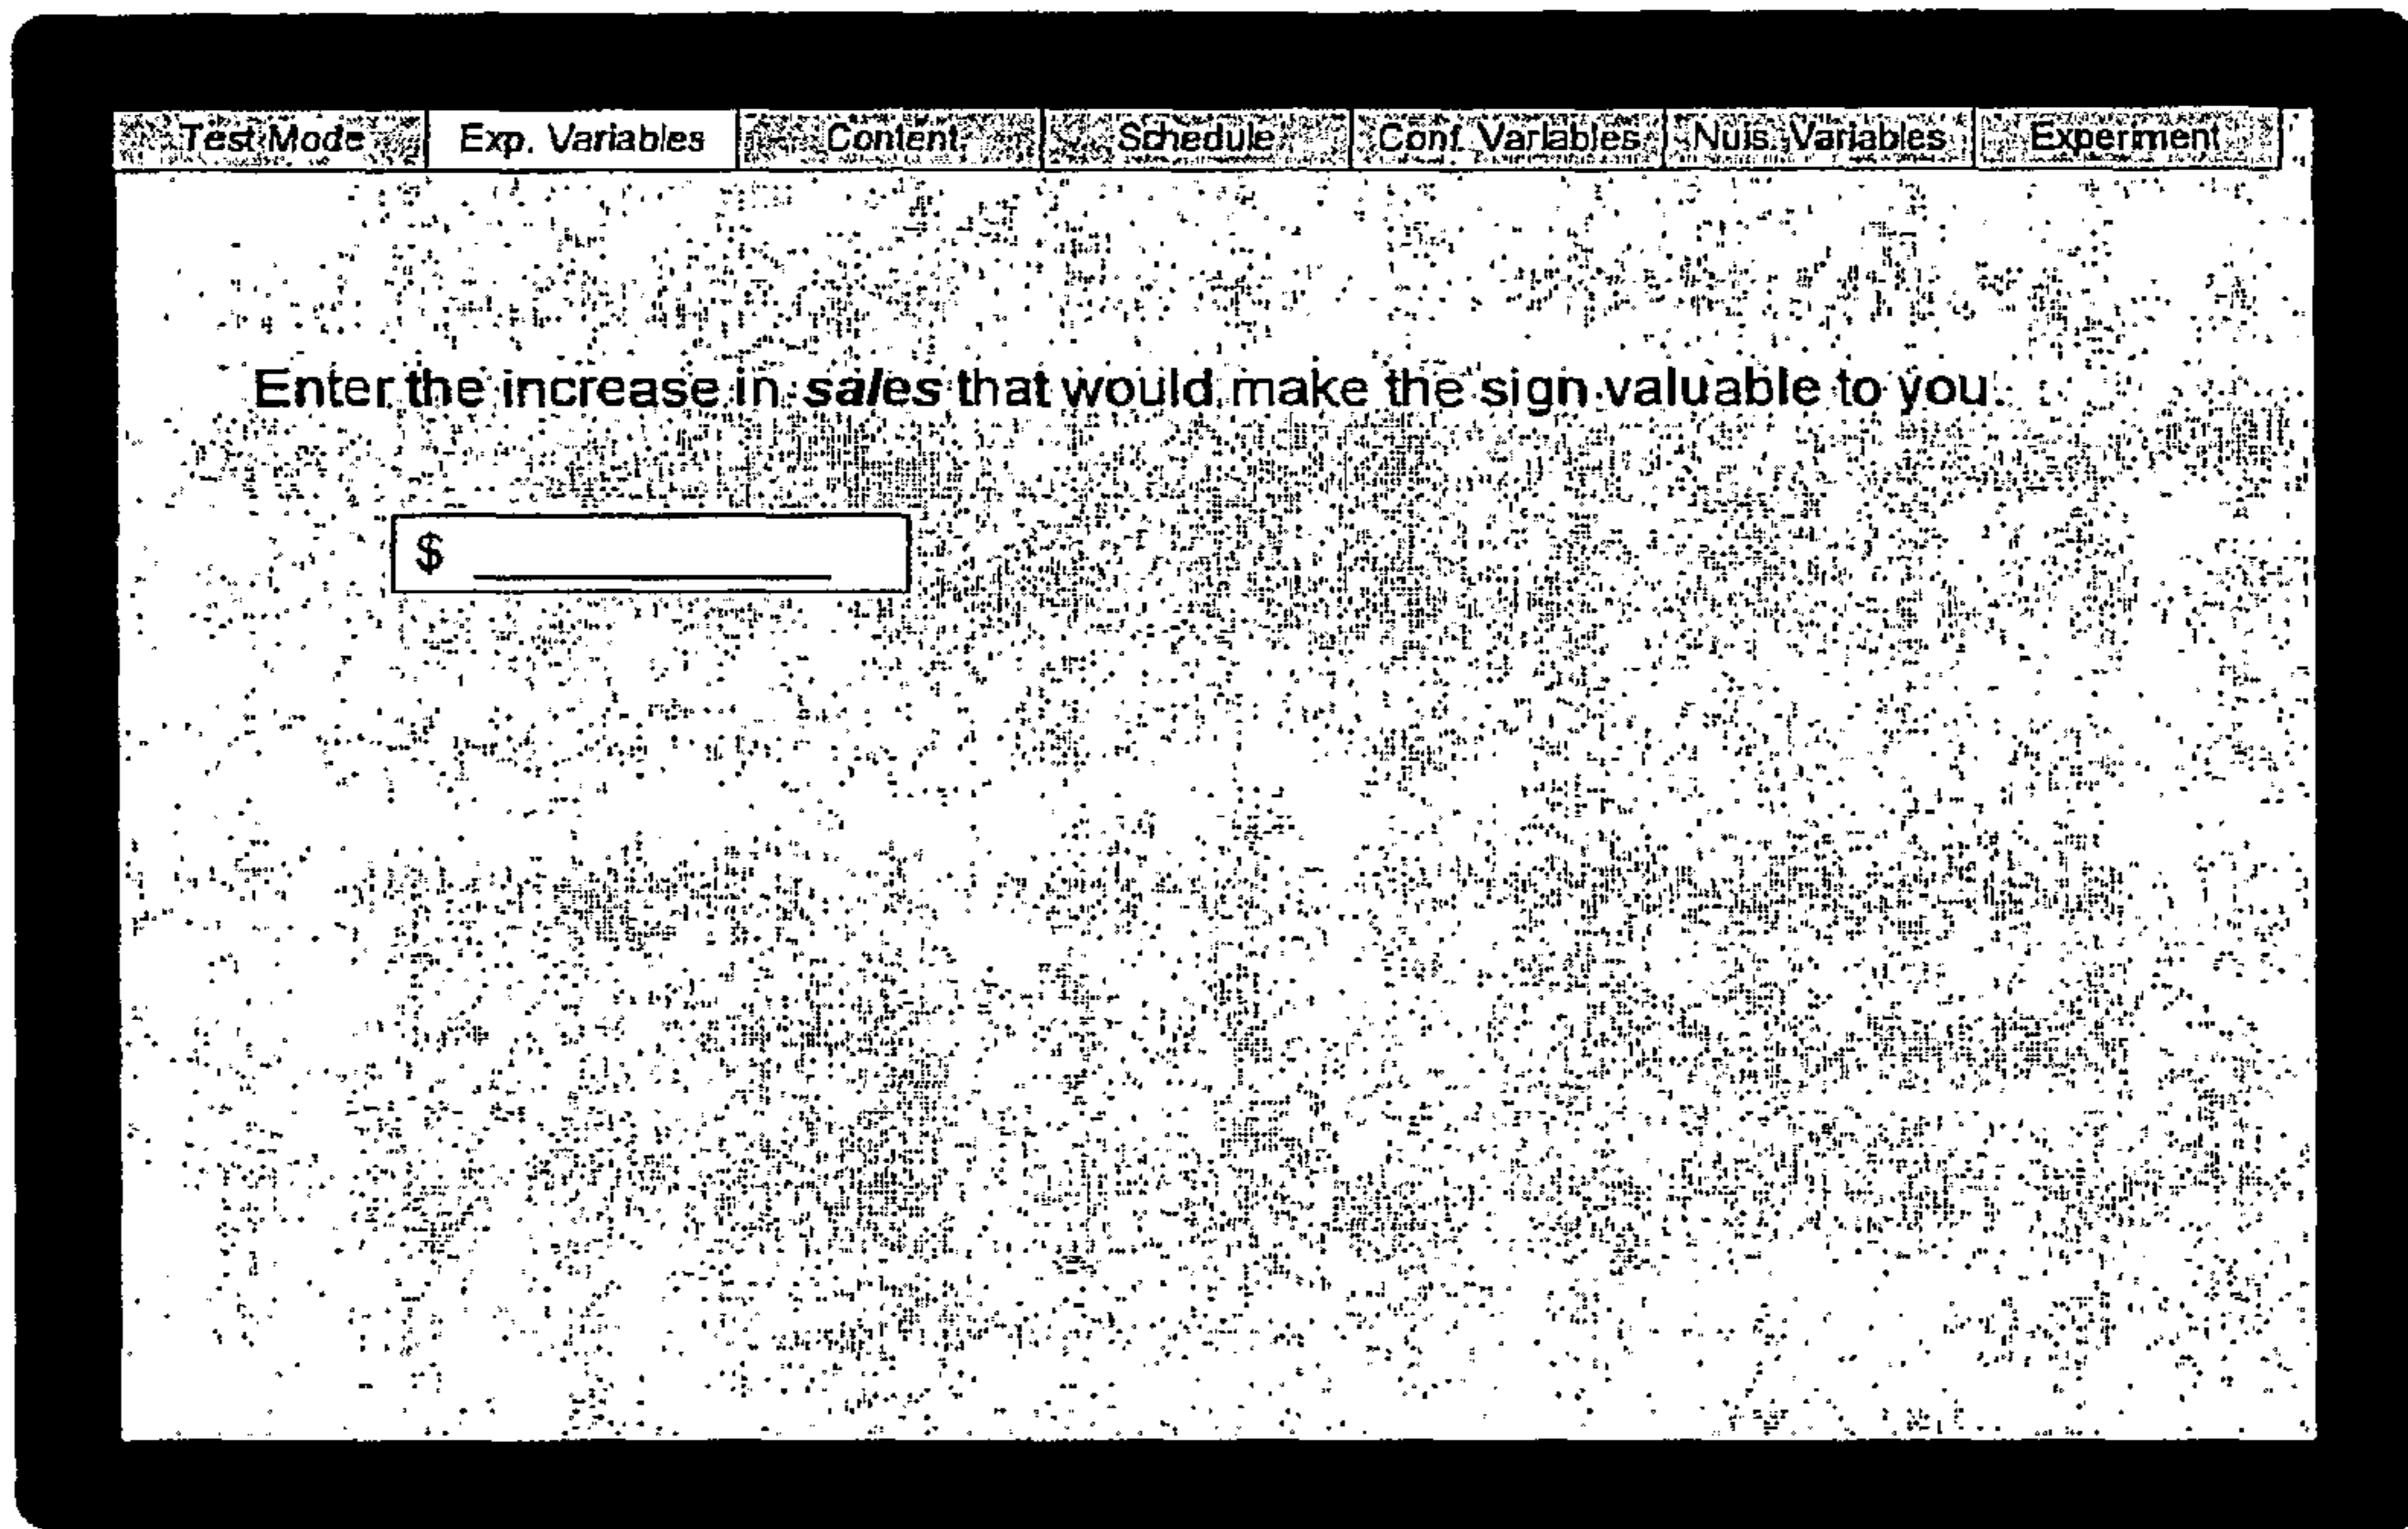 Test Mode Exp. Variables Content Schedule Conf. Variables Nuis. Variables Experiment
Enter the increase in sales that would make the sign valuable to you.
$